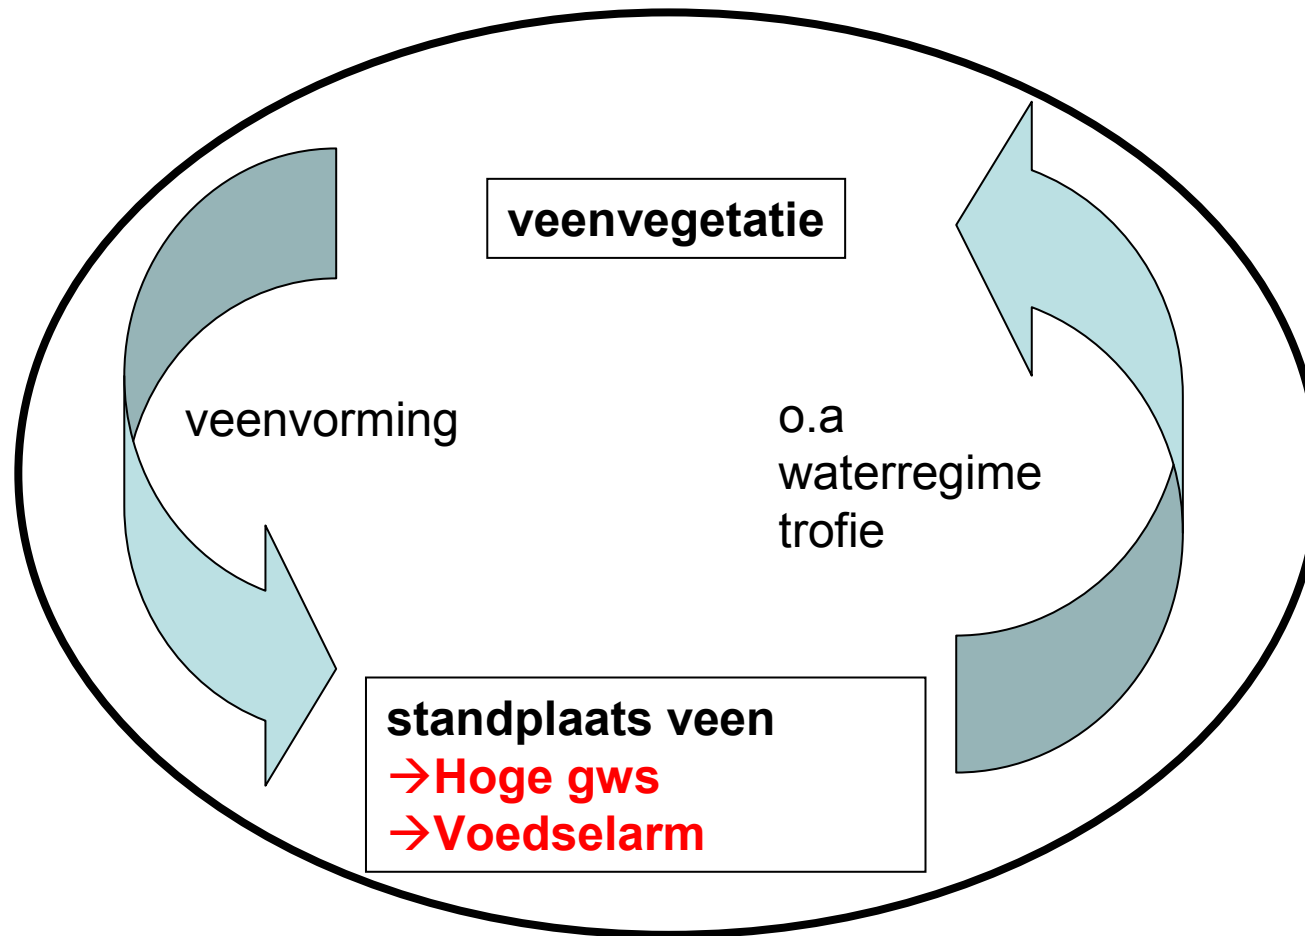 veenvegetatie
veenvorming
o.a
waterregime
trofie
standplaats veen
→Hoge gws
→Voedselarm